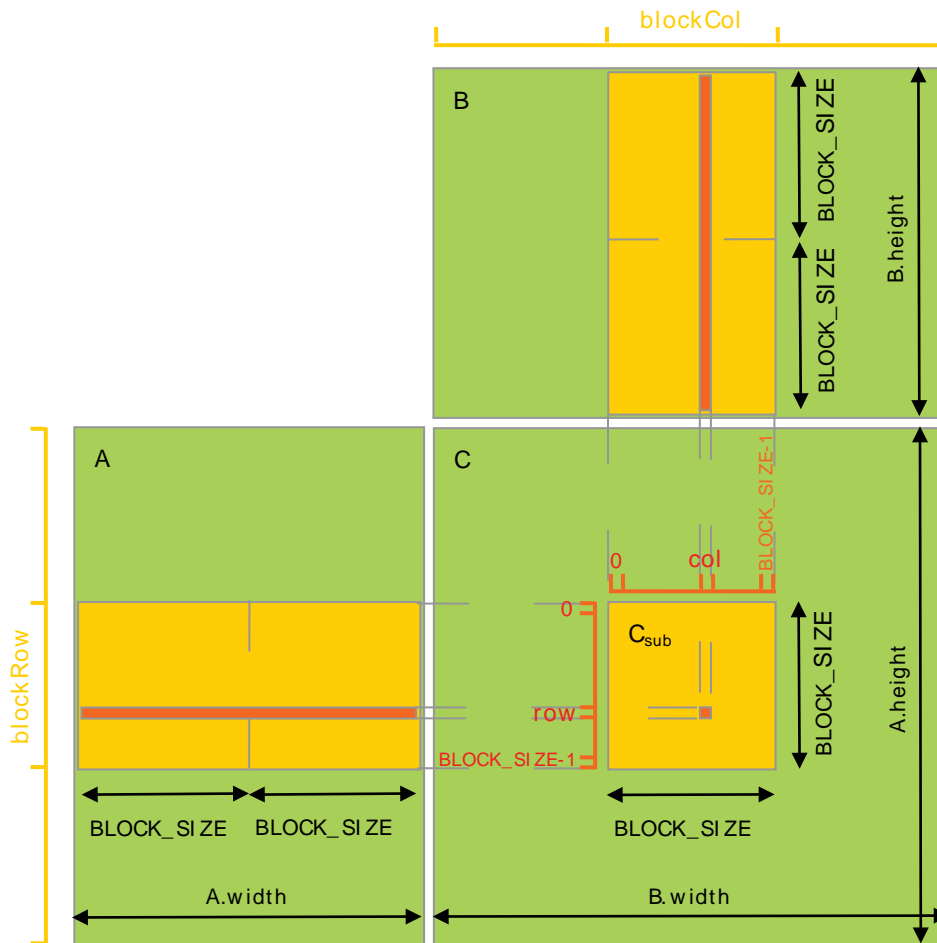 blockCol
B
BLOCK_SIZE
BLOCK_SIZE
B.height
A
C
BLOCK_SIZE-1
0
col
0
C_sub
BLOCK_SIZE
A.height
blockRow
row
BLOCK_SIZE-1
BLOCK_SIZE
BLOCK_SIZE
BLOCK_SIZE
A.width
B.width